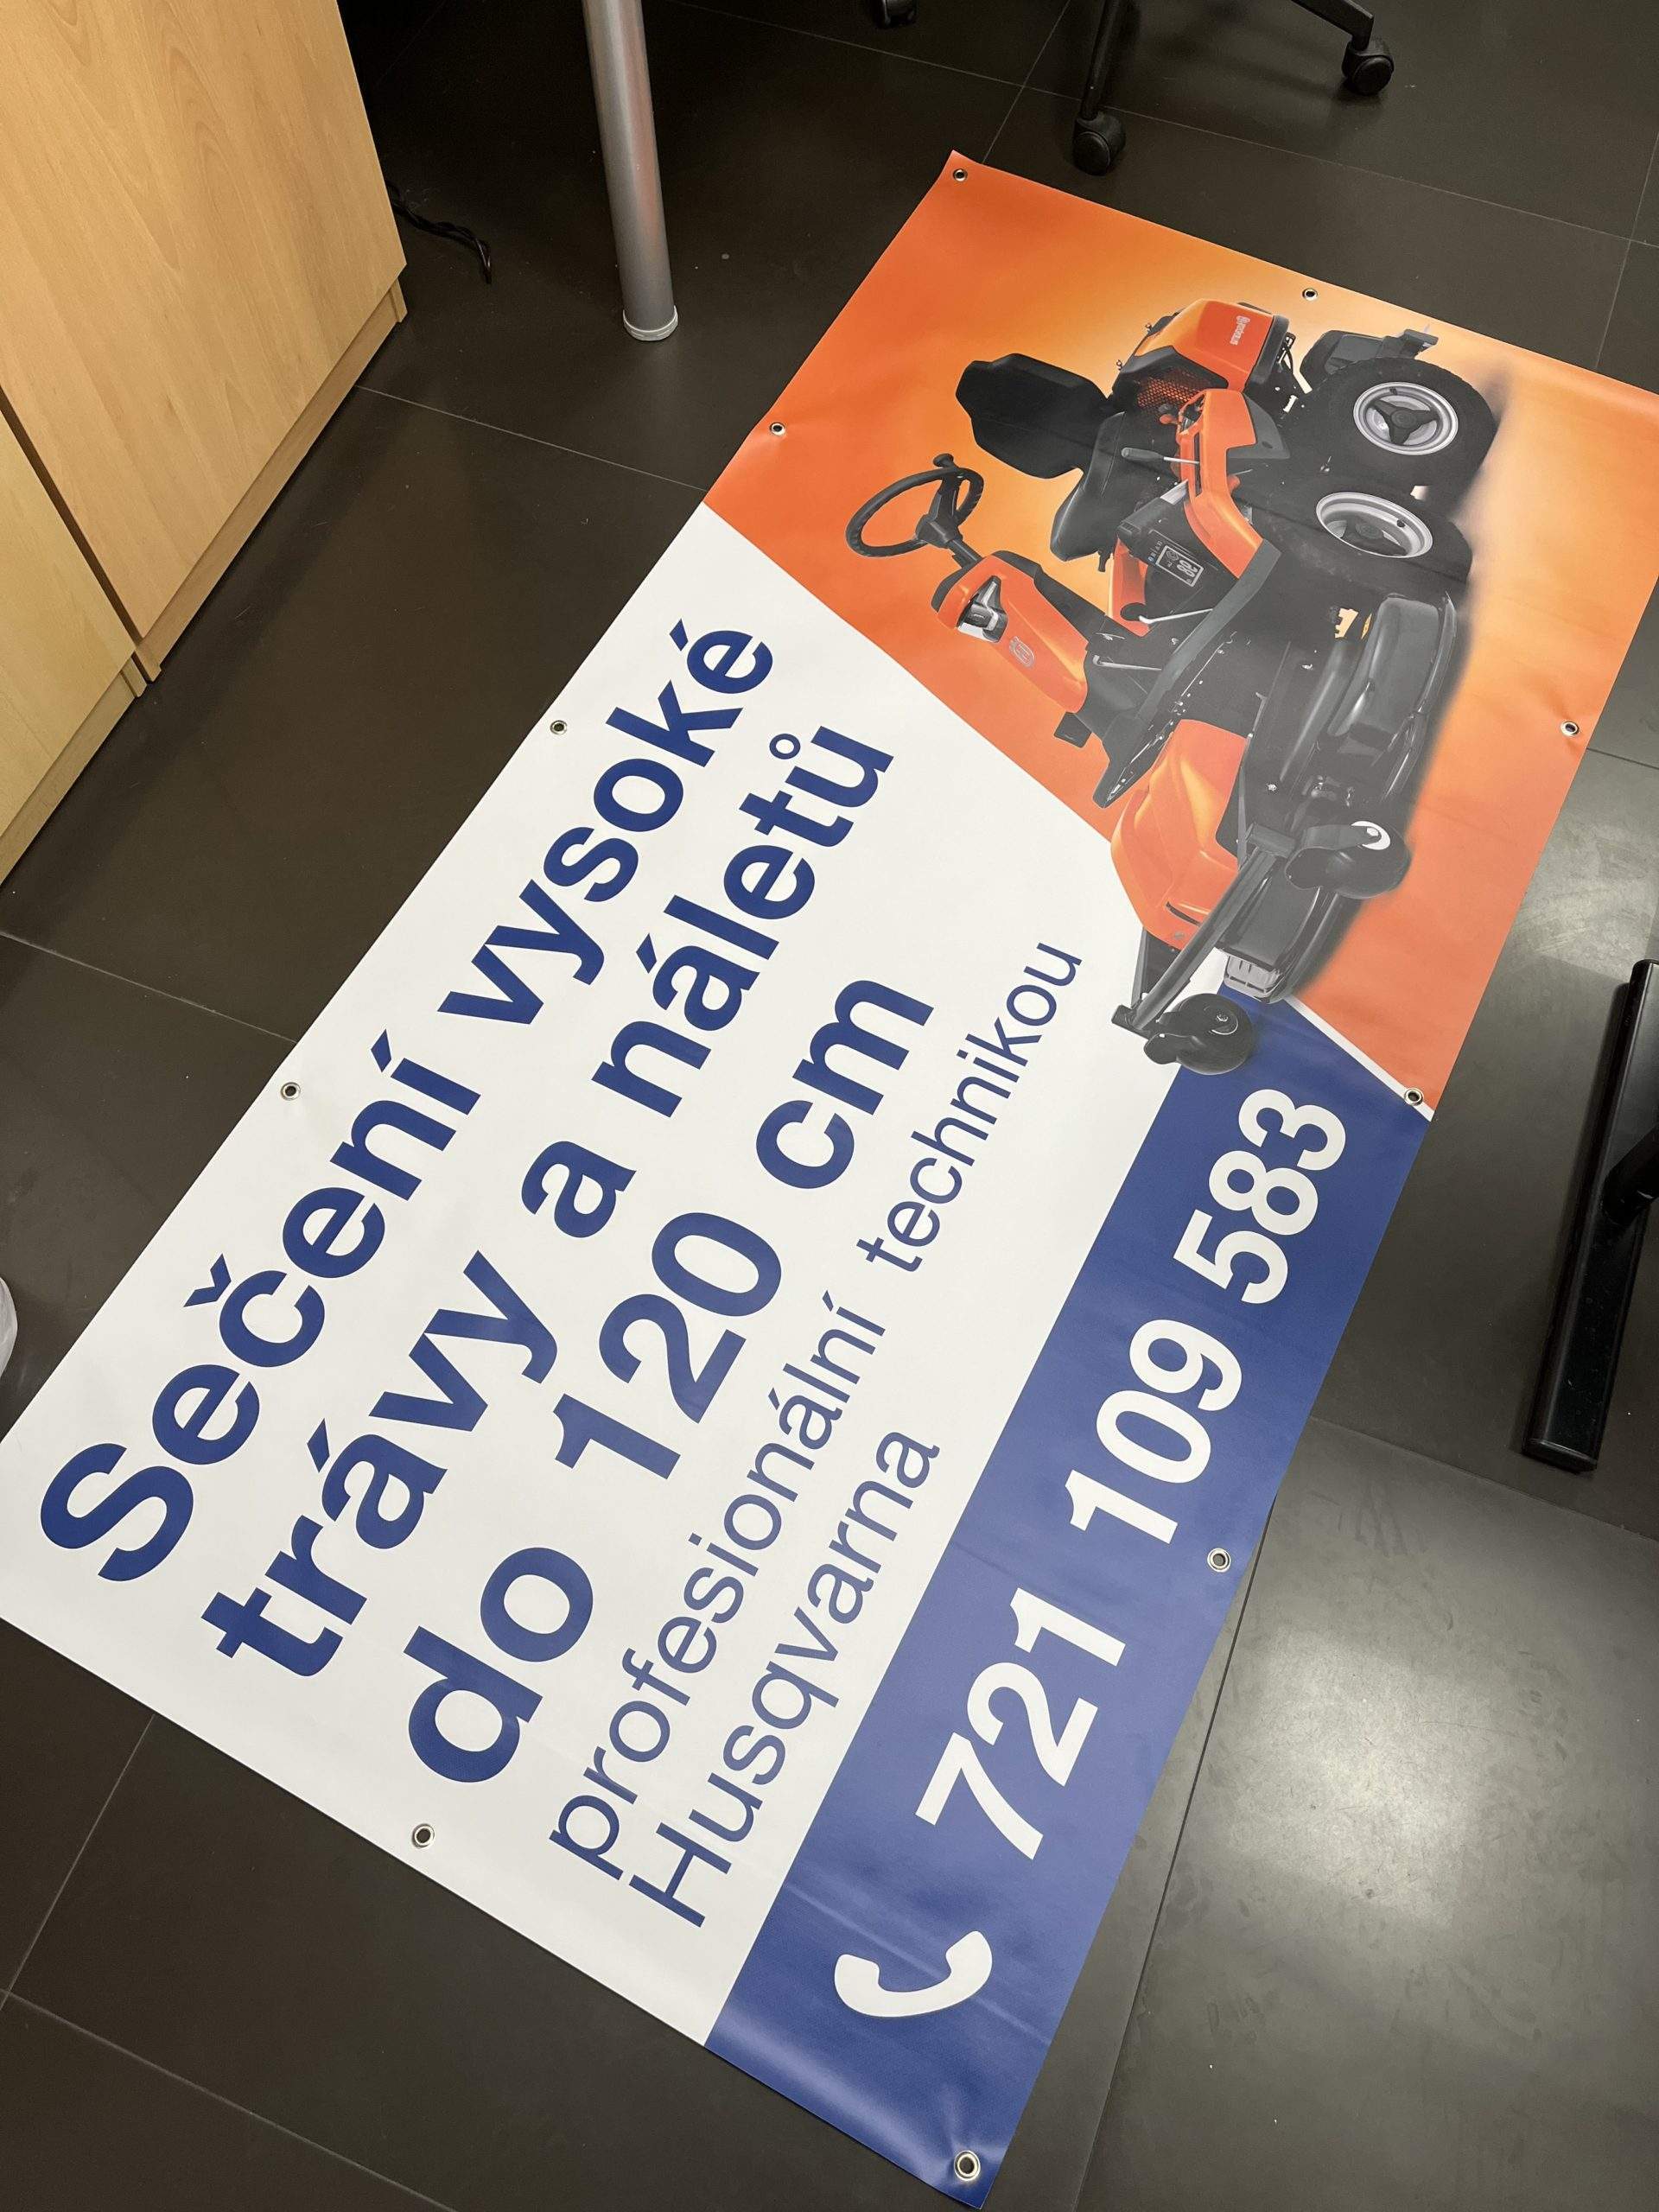 Sečení vysoké
trávy a náletů
do 120 cm
profesionální technikou
Husqvarna
721 109 583